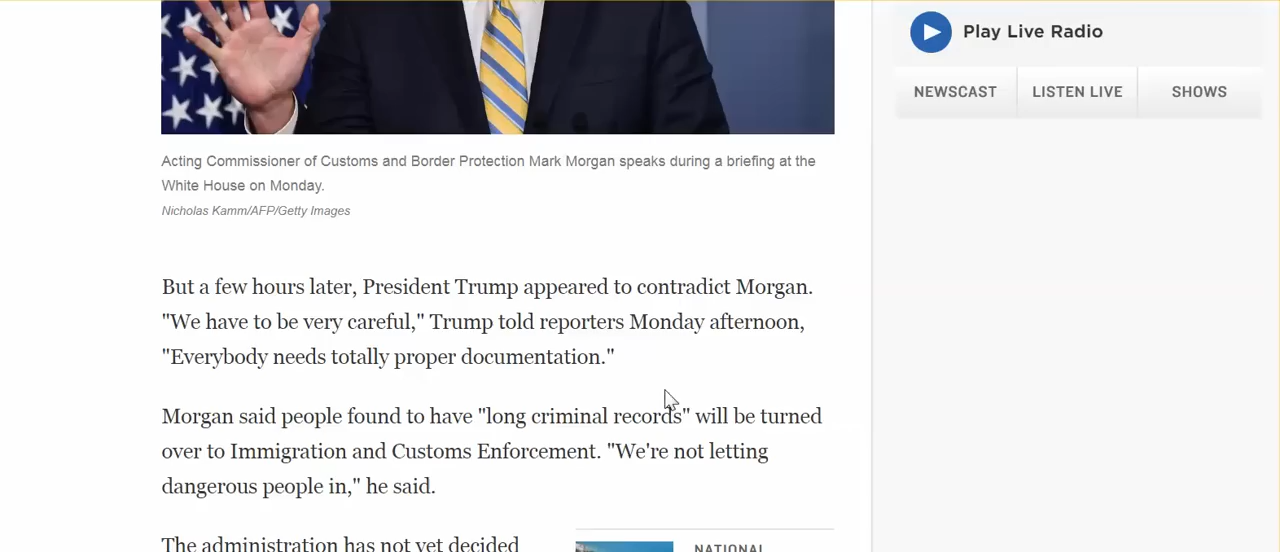 Play Live Radio
NEWSCAST
LISTEN LIVE
SHOWS
Acting Commissioner of Customs and Border Protection Mark Morgan speaks during a briefing at the
White House on Monday.
Nicholas Kamm/AFP/Getty Images
But a few hours later, President Trump appeared to contradict Morgan.
"We have to be very careful," Trump told reporters Monday afternoon,
"Everybody needs totally proper documentation."
Morgan said people found to have "long criminal records" will be turned
over to Immigration and Customs Enforcement. "We're not letting
dangerous people in," he said.
The administration has not yet decided
NATIONAL